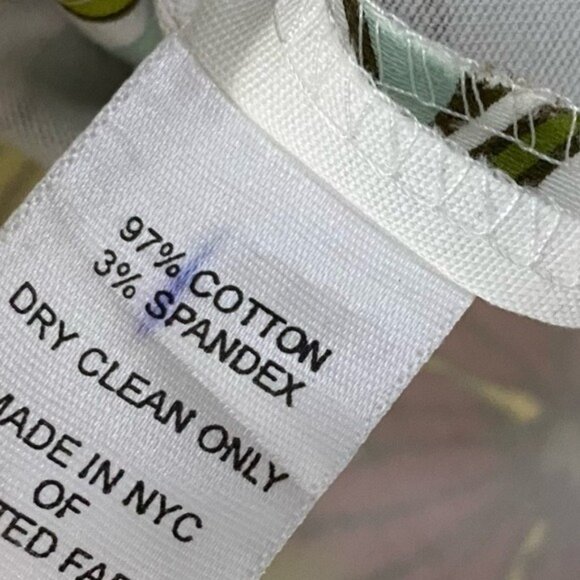 97% COTTON
3% SPANDEX
DRY CLEAN ONLY
MADE IN NYC
OF